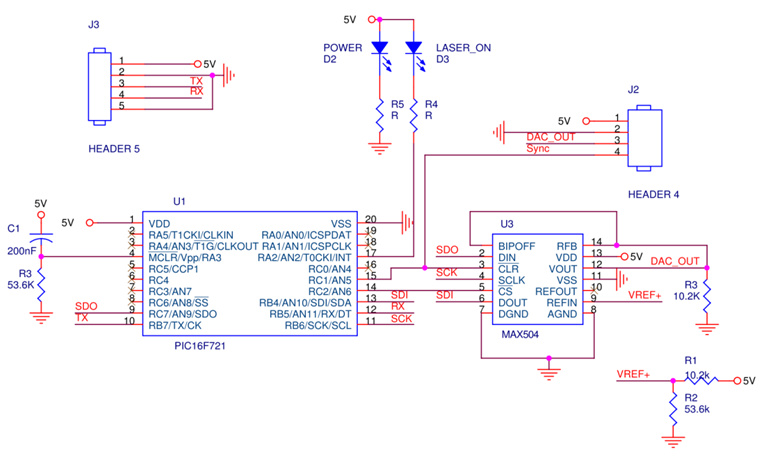 J3
1
2
3
4
5
5V
TX
RX
HEADER 5
5V
POWER
D2
LASER_ON
D3
R5
R
R4
R
J2
5V
1
2
3
4
DAC_OUT
Sync
HEADER 4
5V
C1
200nF
R3
53.6K
5V
U1
1
2
3
4
5
6
7
8
9
10
SDO
TX
VDD
RA5/T1CKI/CLKIN
RA4/AN3/T1G/CLKOUT
MCLR/Vpp/RA3
RC5/CCP1
RC4
RC3/AN7
RC6/AN8/SS
RC7/AN9/SDO
RB7/TX/CK
VSS
RA0/AN0/ICSPDAT
RA1/AN1/ICSPCLK
RA2/AN2/T0CKI/INT
RC0/AN4
RC1/AN5
RC2/AN6
RB4/AN10/SDI/SDA
RB5/AN11/RX/DT
RB6/SCK/SCL
20
19
18
17
16
15
14
13
12
11
SDI
RX
SCK
PIC16F721
U3
SDO
SCK
SDI
1
2
3
4
5
6
7
BIPOFF
DIN
CLR
SCLK
CS
DOUT
DGND
RFB
VDD
VOUT
VSS
REFOUT
REFIN
AGND
14
13
12
11
10
9
8
5V
DAC_OUT
VREF+
MAX504
R3
10.2K
VREF+
R1
10.2k
5V
R2
53.6k